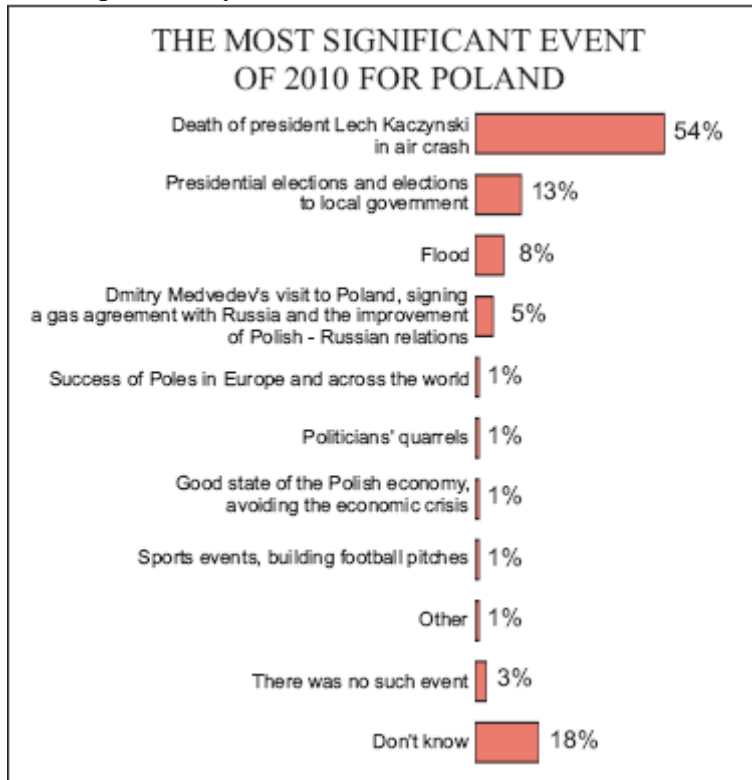 THE MOST SIGNIFICANT EVENT
OF 2010 FOR POLAND
Death of president Lech Kaczynski
in air crash
54%
Presidential elections and elections
to local government
13%
Flood
8%
Dmitry Medvedev's visit to Poland, signing
a gas agreement with Russia and the improvement
of Polish - Russian relations
5%
Success of Poles in Europe and across the world
1%
Politicians' quarrels
1%
Good state of the Polish economy,
avoiding the economic crisis
1%
Sports events, building football pitches
1%
Other
1%
There was no such event
3%
Don't know
18%